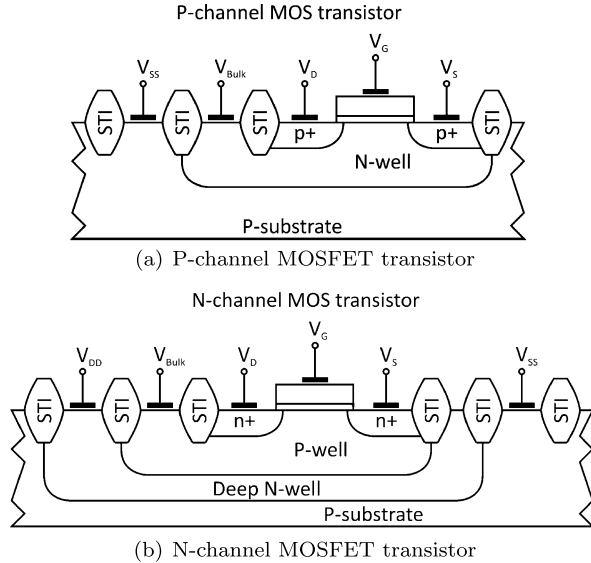 P-channel MOS transistor
V_G
V_SS V_Bulk V_D V_S
STI STI STI p+ p+ STI
N-well
P-substrate
(a) P-channel MOSFET transistor
N-channel MOS transistor
V_G
V_DD V_Bulk V_D V_S V_SS
STI STI STI n+ n+ STI STI STI
P-well
Deep N-well
P-substrate
(b) N-channel MOSFET transistor